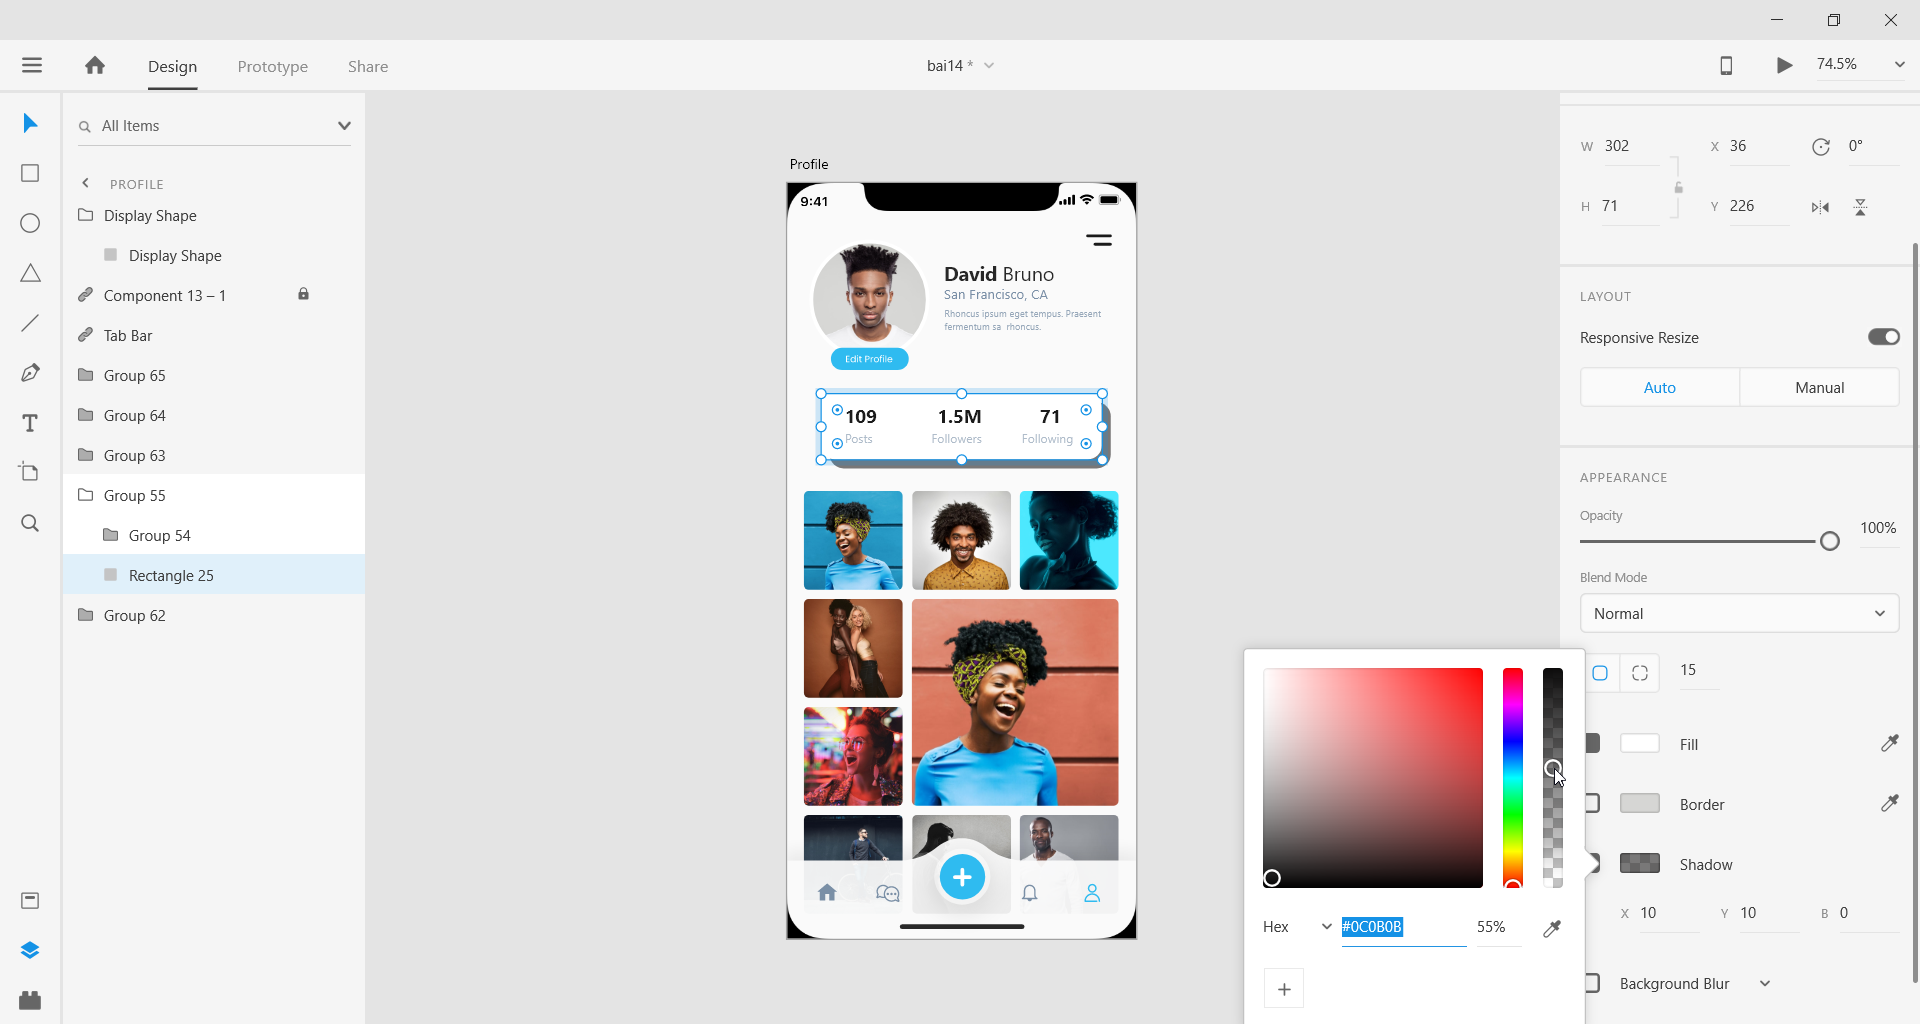 Design Prototype Share
bai14 *
74.5%
All Items
PROFILE
Display Shape
Display Shape
Component 13 – 1
Tab Bar
Group 65
Group 64
Group 63
Group 55
Group 54
Rectangle 25
Group 62
Profile
9:41
David Bruno
San Francisco, CA
Rhoncus ipsum eget tempus. Praesent
fermentum sa rhoncus.
Edit Profile
109 1.5M 71
Posts Followers Following
W 302 X 36 0°
H 71 Y 226
LAYOUT
Responsive Resize
Auto Manual
APPEARANCE
Opacity
100%
Blend Mode
Normal
15
Fill
Border
Shadow
X 10 Y 10 B 0
Background Blur
Hex #0C0B0B 55%